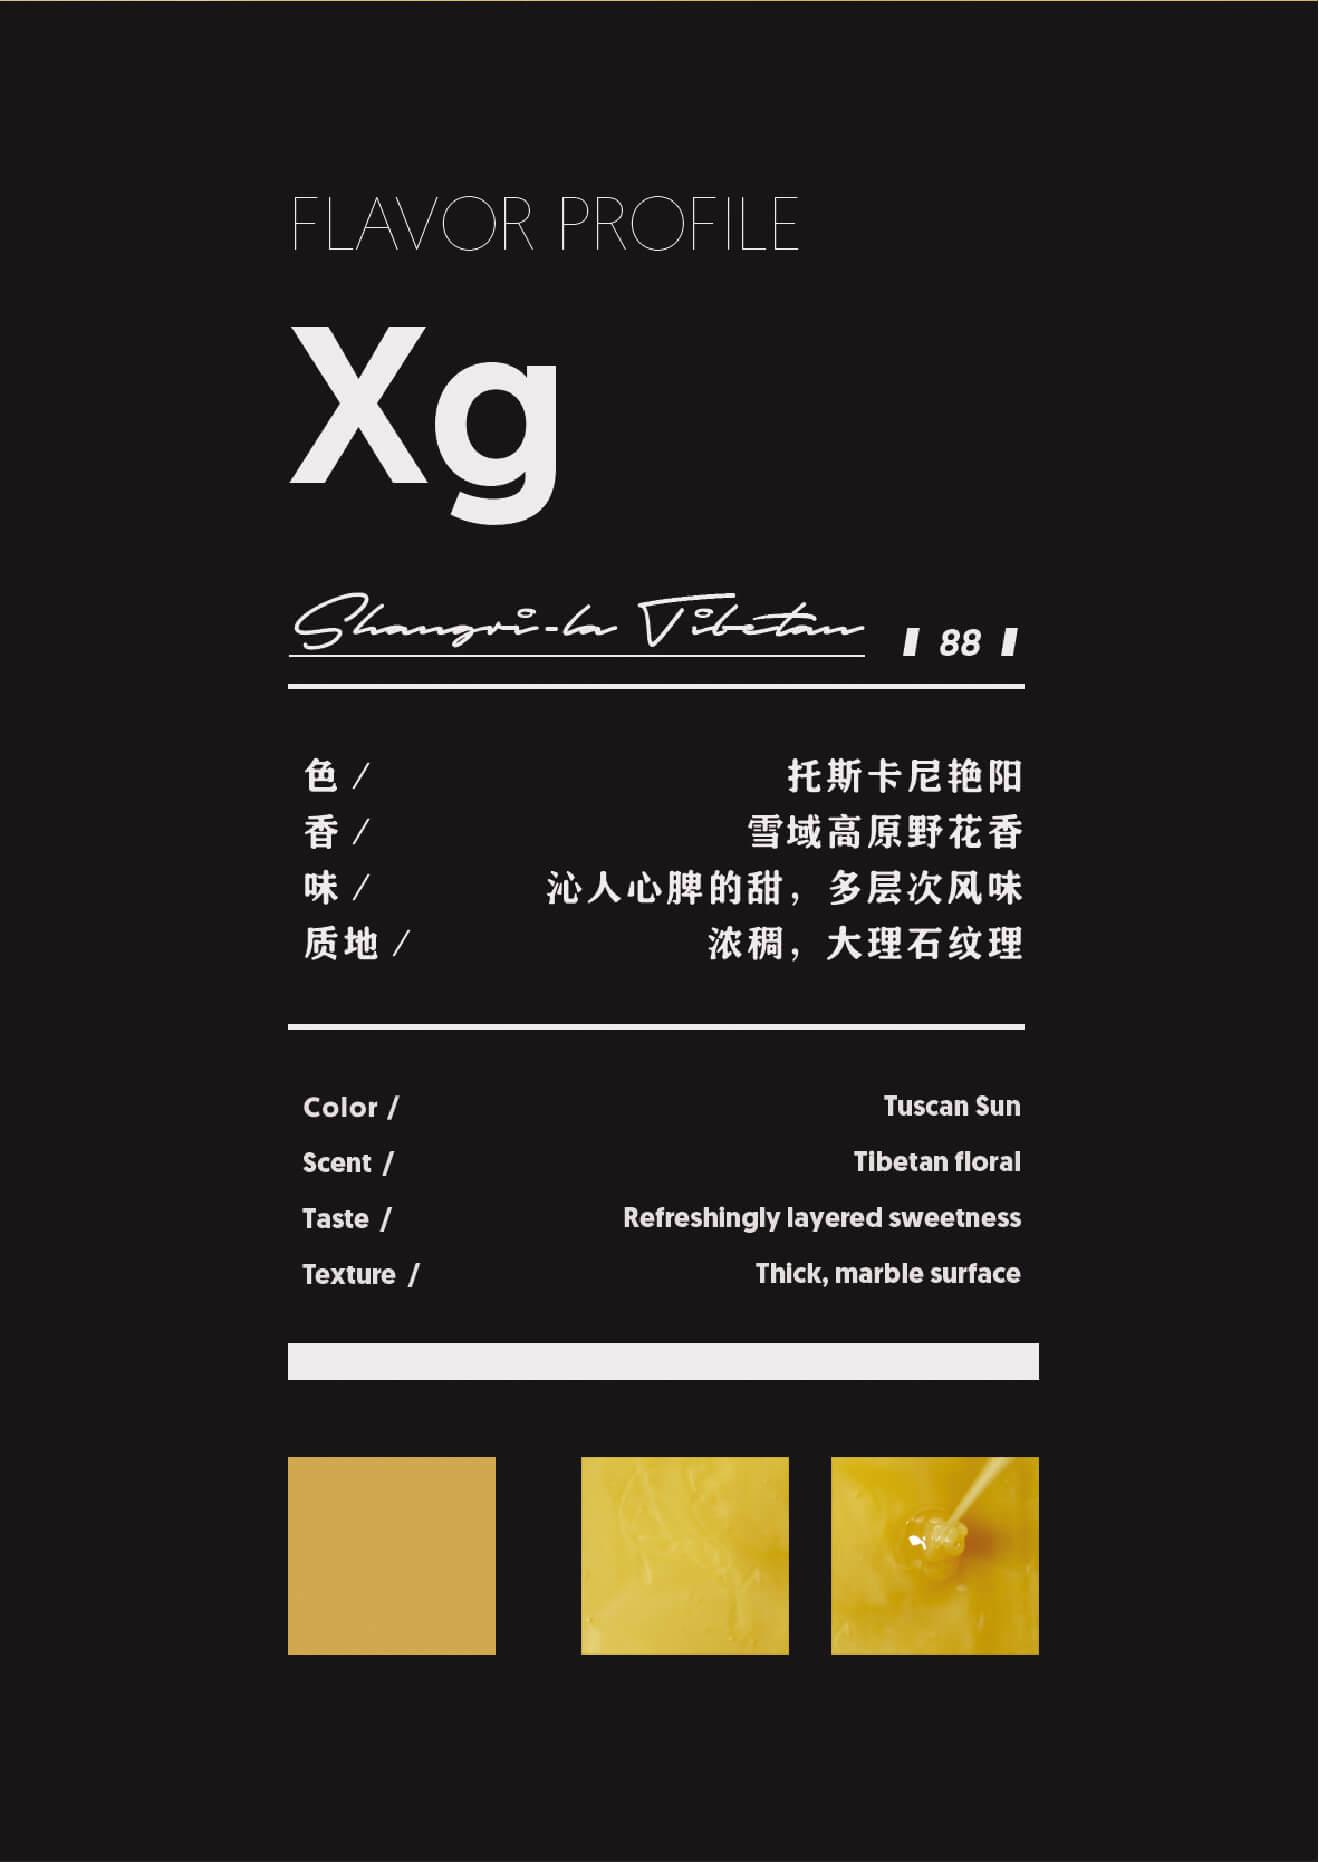 FLAVOR PROFILE
Xg
Shangri-la Tibetan 88
色 / 托斯卡尼艳阳
香 / 雪域高原野花香
味 / 沁人心脾的甜，多层次风味
质地 / 浓稠，大理石纹理
Color / Tuscan Sun
Scent / Tibetan floral
Taste / Refreshingly layered sweetness
Texture / Thick, marble surface